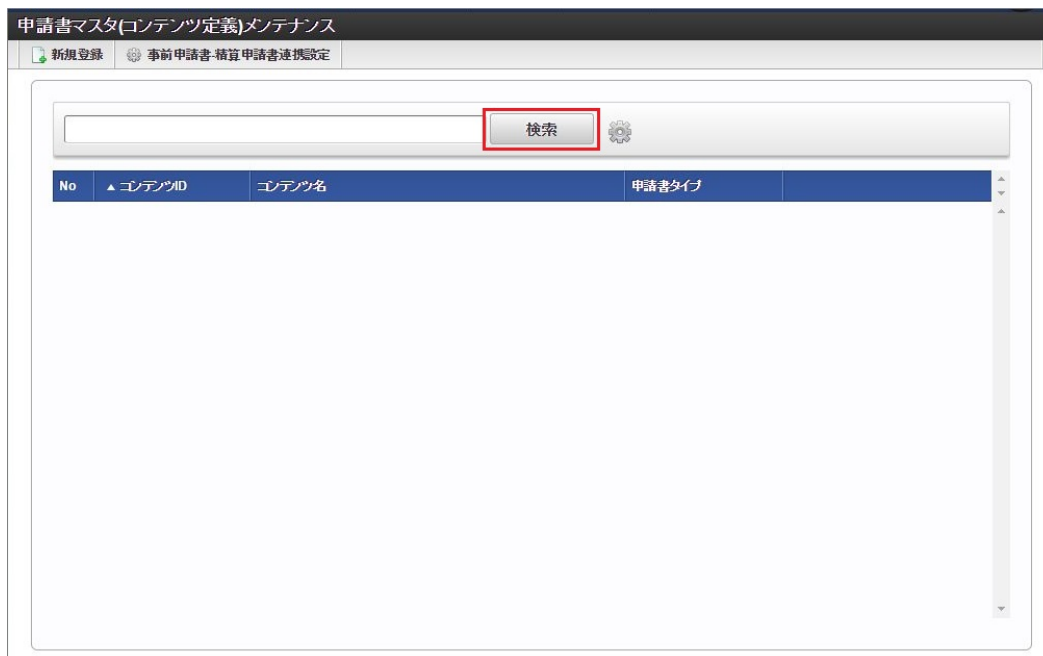 申請書マスタ(コンテンツ定義)メンテナンス
新規登録 事前申請書-精算申請書連携設定
検索
No ▲ コンテンツID コンテンツ名 申請書タイプ